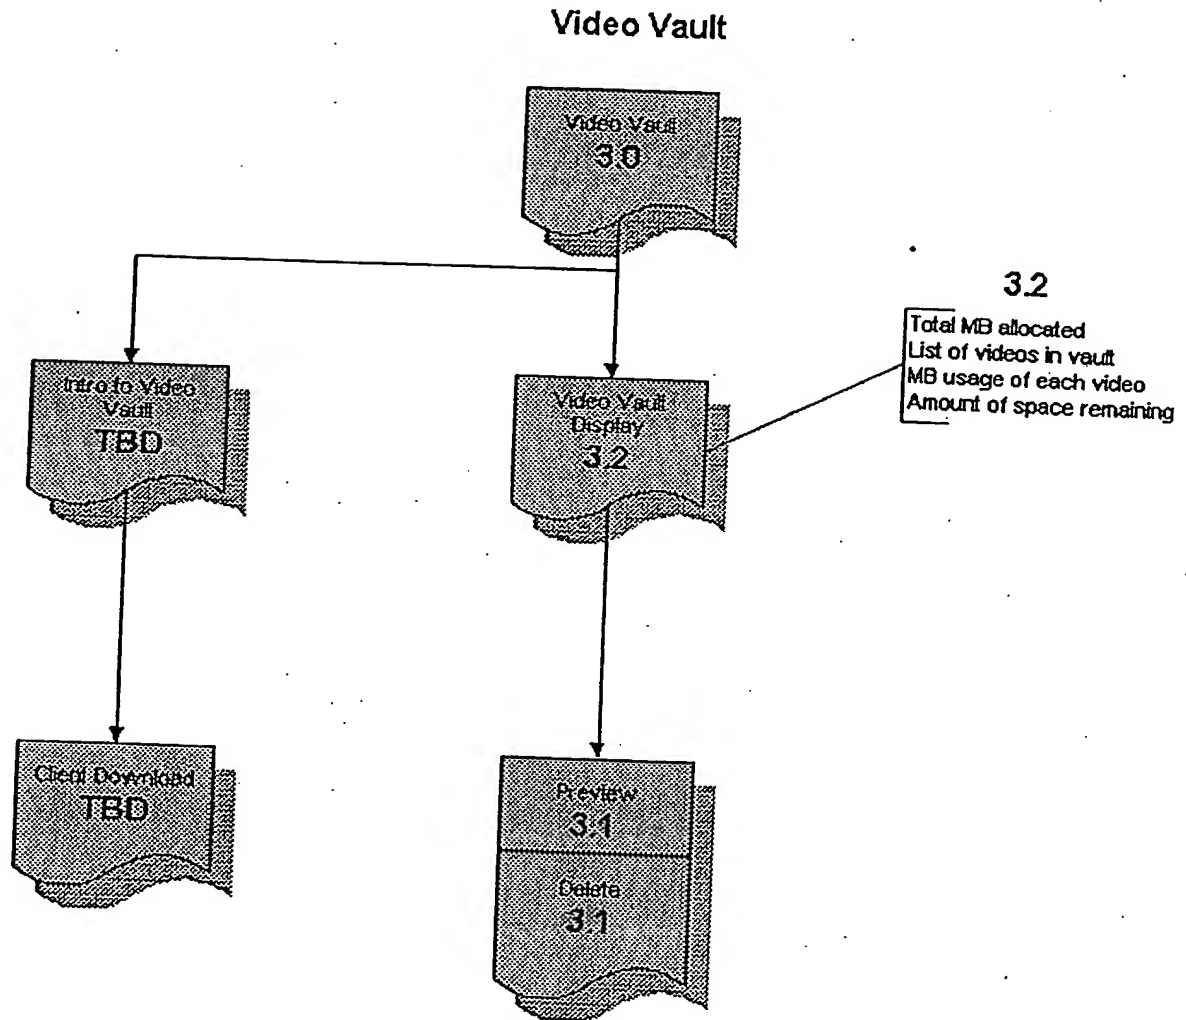 Video Vault
Video Vault
3.0
3.2
Total MB allocated
List of videos in vault
MB usage of each video
Amount of space remaining
Intro to Video
Vault
TBD
Video Vault
Display
3.2
Client Download
TBD
Preview
3.1
Delete
3.1